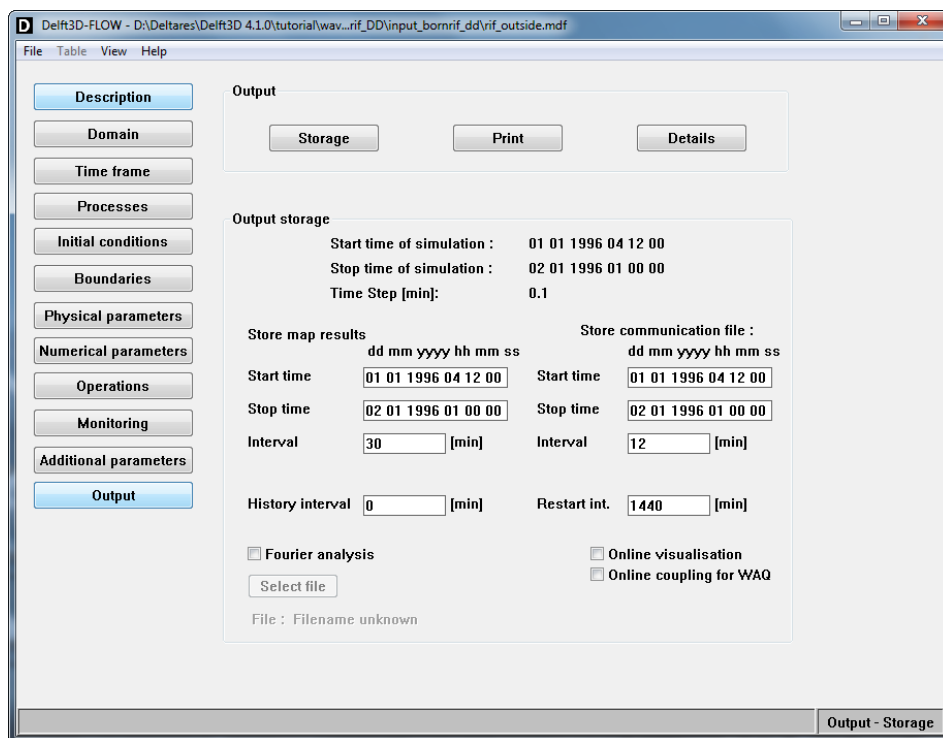 D Delft3D-FLOW - D:\Deltares\Delft3D 4.1.0\tutorial\wav...rif_DD\input_bornrif_dd\rif_outside.mdf
File Table View Help
Description
Domain
Time frame
Processes
Initial conditions
Boundaries
Physical parameters
Numerical parameters
Operations
Monitoring
Additional parameters
Output
Output
Storage Print Details
Output storage
Start time of simulation : 01 01 1996 04 12 00
Stop time of simulation : 02 01 1996 01 00 00
Time Step [min]: 0.1
Store map results Store communication file :
dd mm yyyy hh mm ss dd mm yyyy hh mm ss
Start time 01 01 1996 04 12 00 Start time 01 01 1996 04 12 00
Stop time 02 01 1996 01 00 00 Stop time 02 01 1996 01 00 00
Interval 30 [min] Interval 12 [min]
History interval 0 [min] Restart int. 1440 [min]
Fourier analysis Online visualisation
Online coupling for WAQ
Select file
File : Filename unknown
Output - Storage